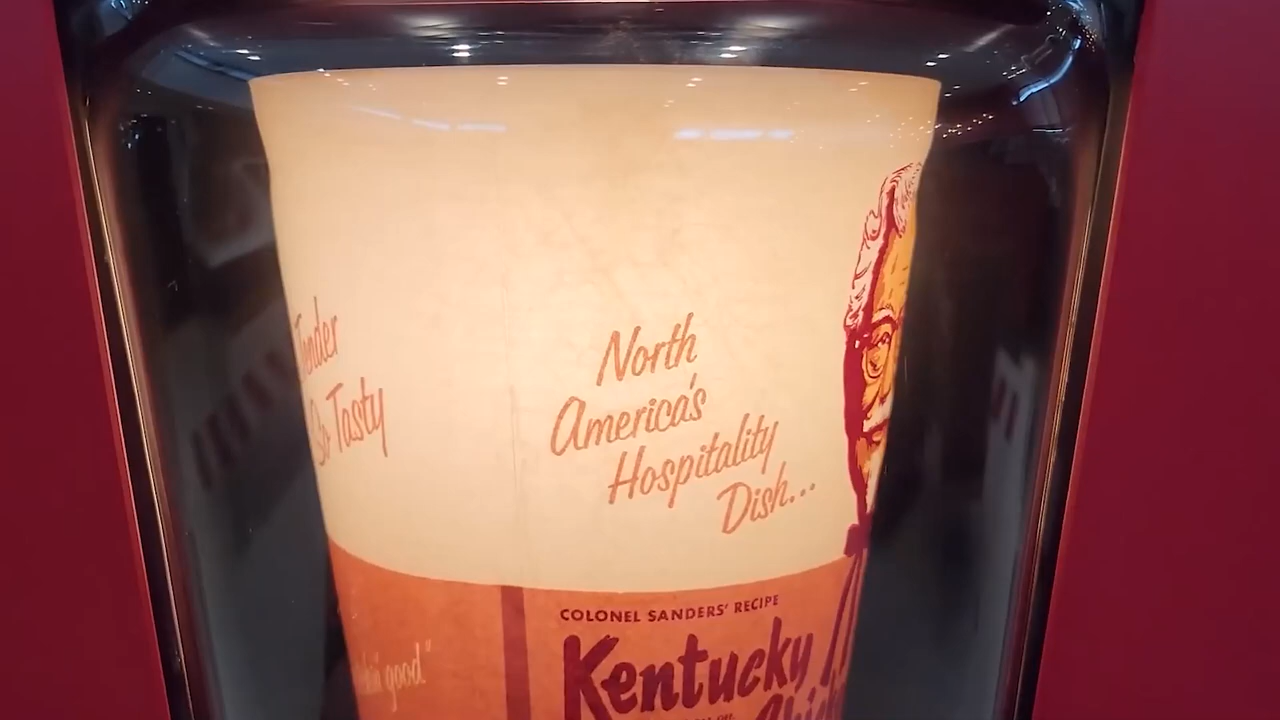 Tender
So Tasty
North
America's
Hospitality
Dish...
COLONEL SANDERS' RECIPE
Kentucky
good"